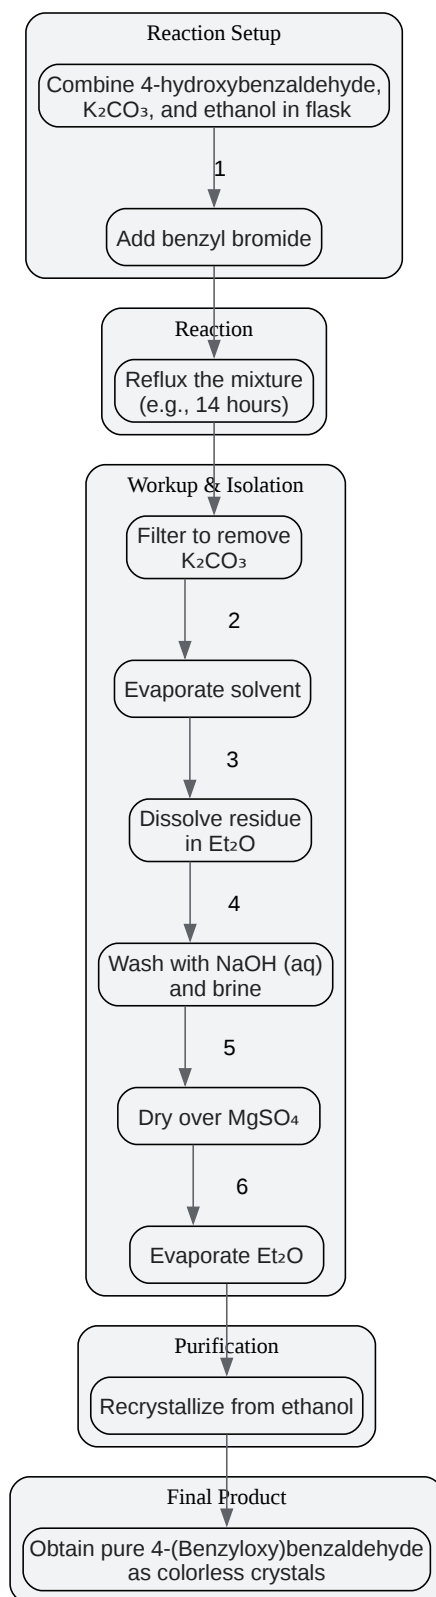 Reaction Setup
Combine 4-hydroxybenzaldehyde,
K₂CO₃, and ethanol in flask
1
Add benzyl bromide
Reaction
Reflux the mixture
(e.g., 14 hours)
Workup & Isolation
Filter to remove
K₂CO₃
2
Evaporate solvent
3
Dissolve residue
in Et₂O
4
Wash with NaOH (aq)
and brine
5
Dry over MgSO₄
6
Evaporate Et₂O
Purification
Recrystallize from ethanol
Final Product
Obtain pure 4-(Benzyloxy)benzaldehyde
as colorless crystals